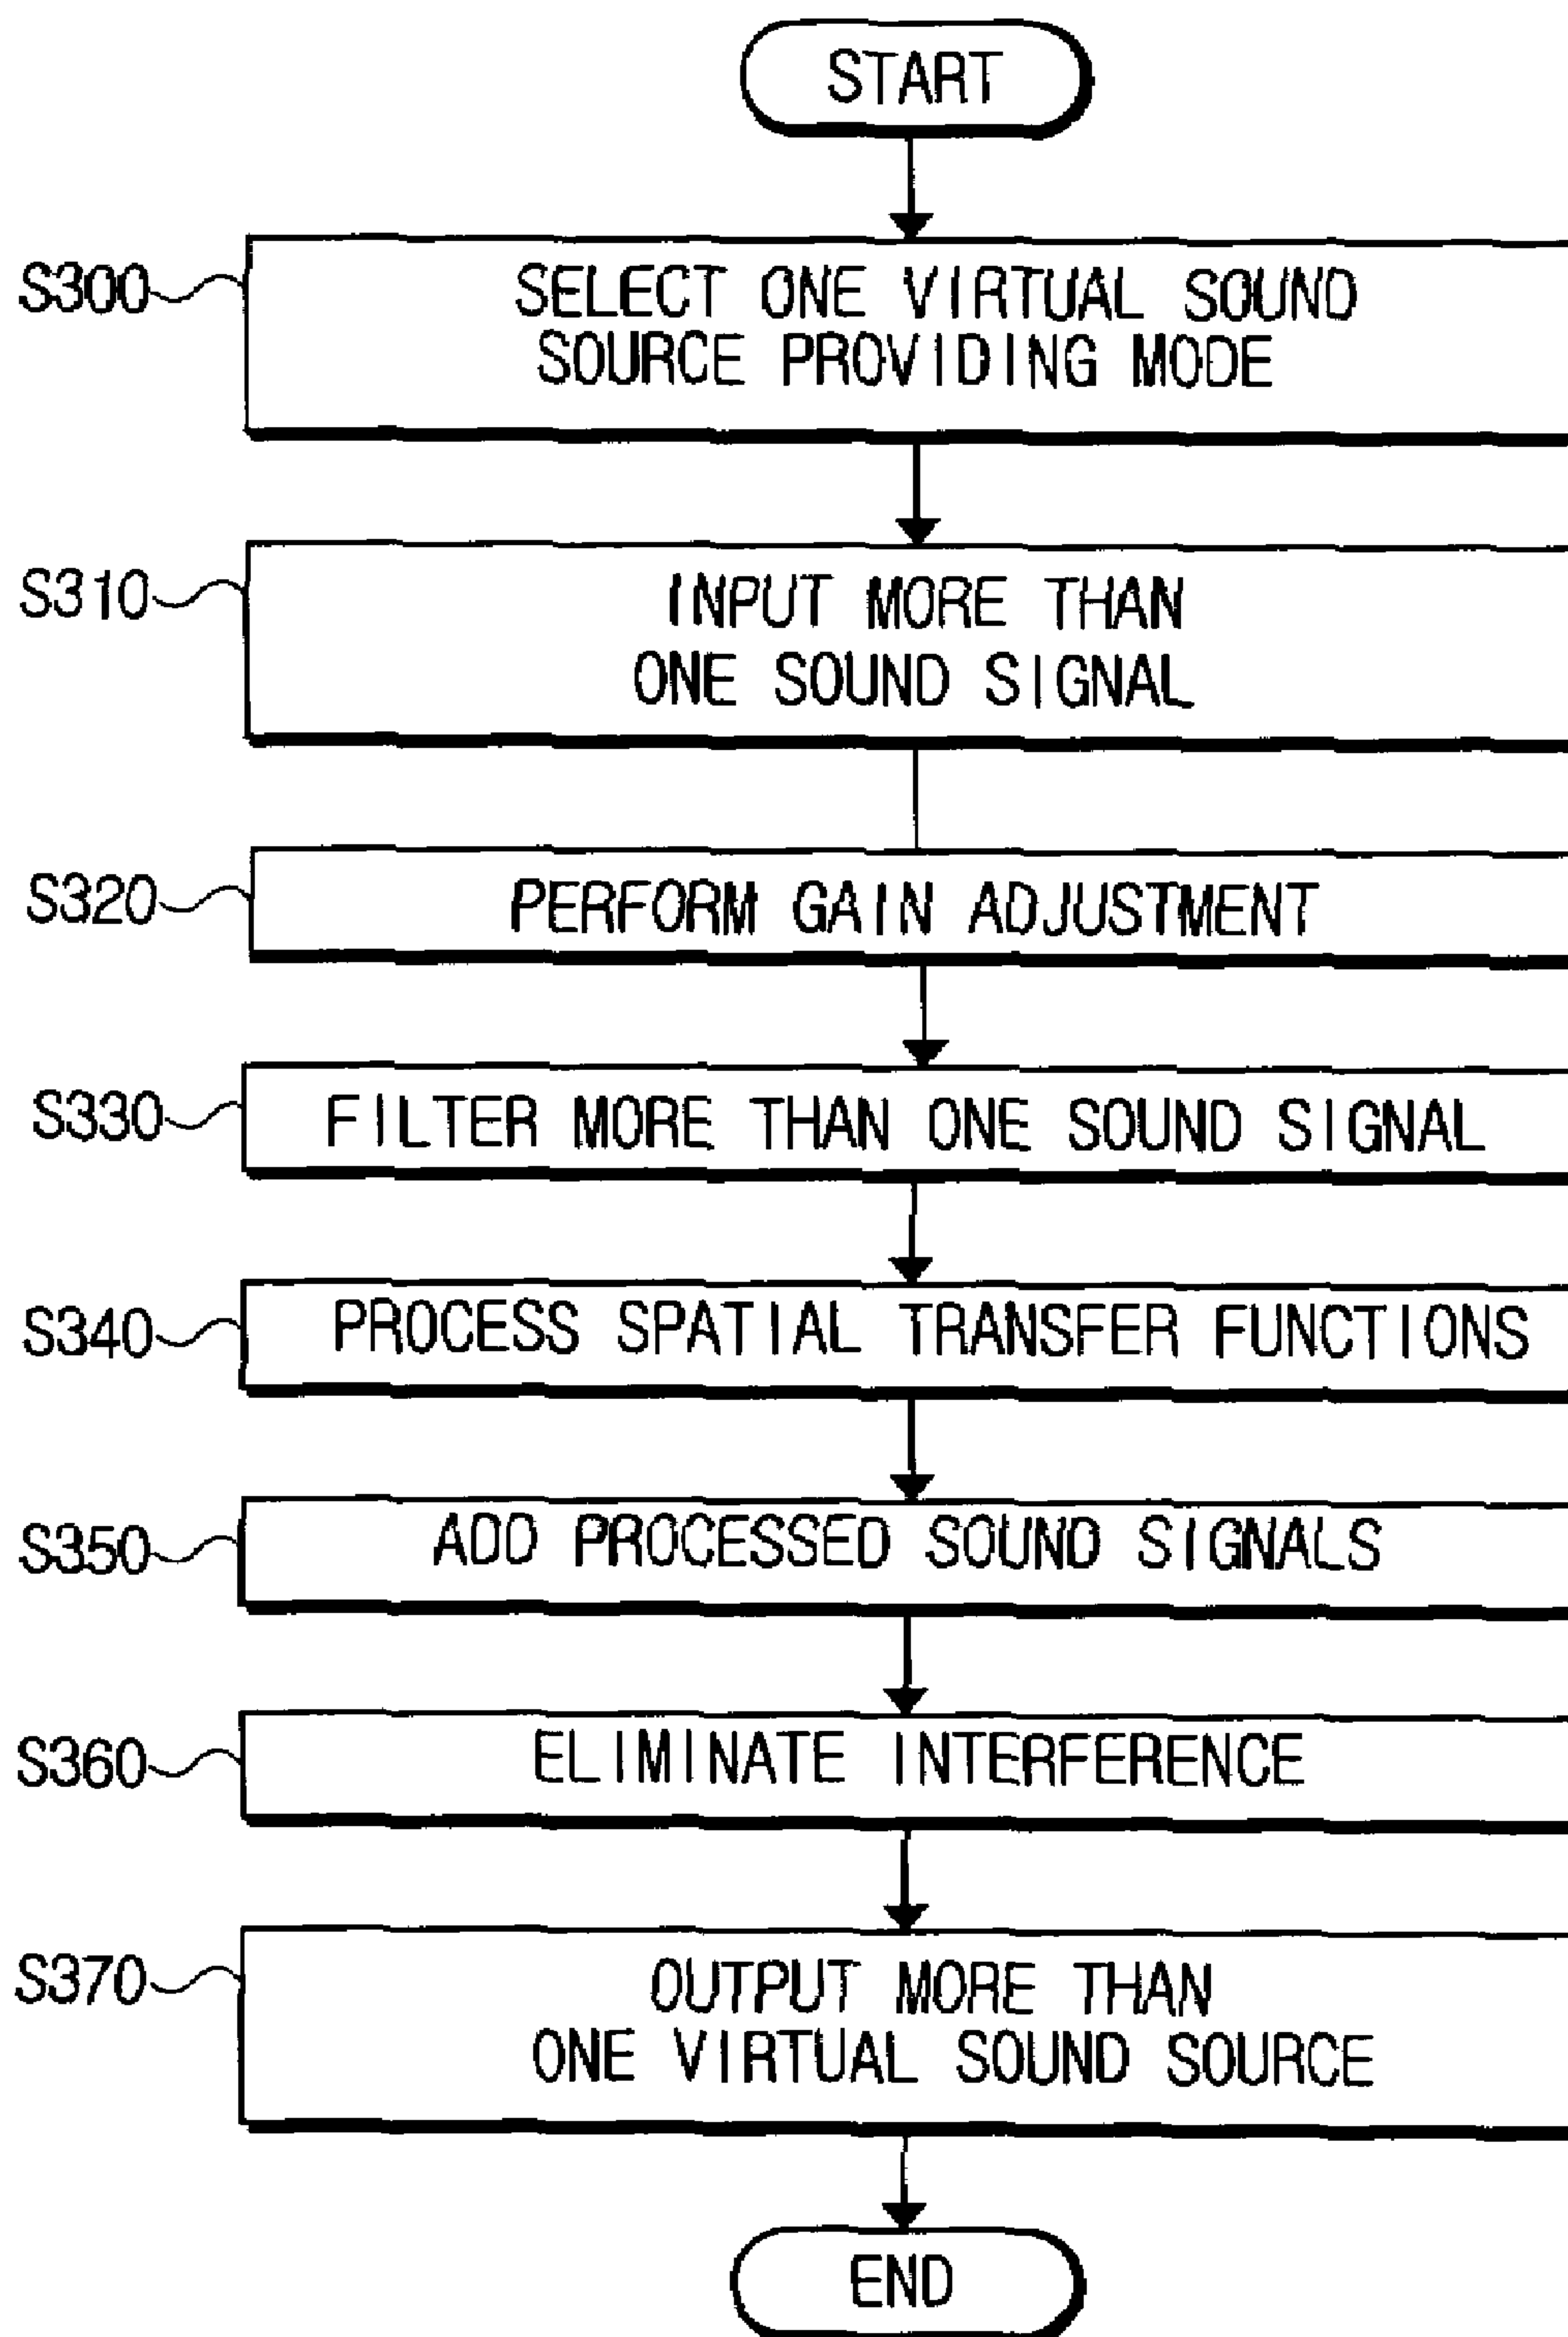 START
S300
SELECT ONE VIRTUAL SOUND
SOURCE PROVIDING MODE
S310
INPUT MORE THAN
ONE SOUND SIGNAL
S320
PERFORM GAIN ADJUSTMENT
S330
FILTER MORE THAN ONE SOUND SIGNAL
S340
PROCESS SPATIAL TRANSFER FUNCTIONS
S350
ADD PROCESSED SOUND SIGNALS
S360
ELIMINATE INTERFERENCE
S370
OUTPUT MORE THAN
ONE VIRTUAL SOUND SOURCE
END